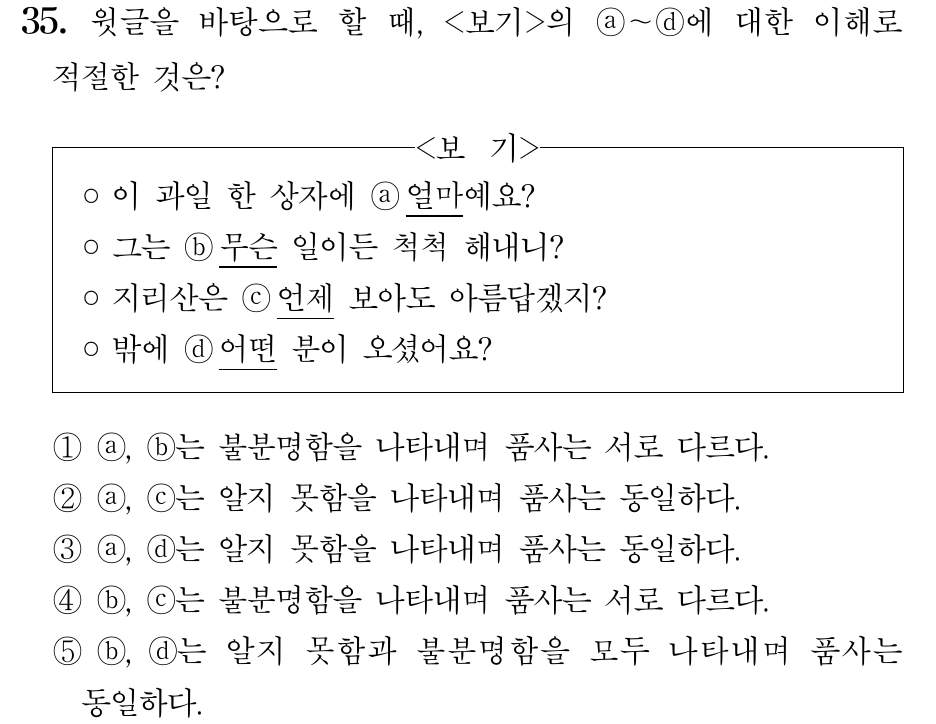 35. 윗글을 바탕으로 할 때, <보기>의 ⓐ~ⓓ에 대한 이해로
적절한 것은?
<보 기>
○ 이 과일 한 상자에 ⓐ얼마예요?
○ 그는 ⓑ무슨 일이든 척척 해내니?
○ 지리산은 ⓒ언제 보아도 아름답겠지?
○ 밖에 ⓓ어떤 분이 오셨어요?
① ⓐ, ⓑ는 불분명함을 나타내며 품사는 서로 다르다.
② ⓐ, ⓒ는 알지 못함을 나타내며 품사는 동일하다.
③ ⓐ, ⓓ는 알지 못함을 나타내며 품사는 동일하다.
④ ⓑ, ⓒ는 불분명함을 나타내며 품사는 서로 다르다.
⑤ ⓑ, ⓓ는 알지 못함과 불분명함을 모두 나타내며 품사는
동일하다.